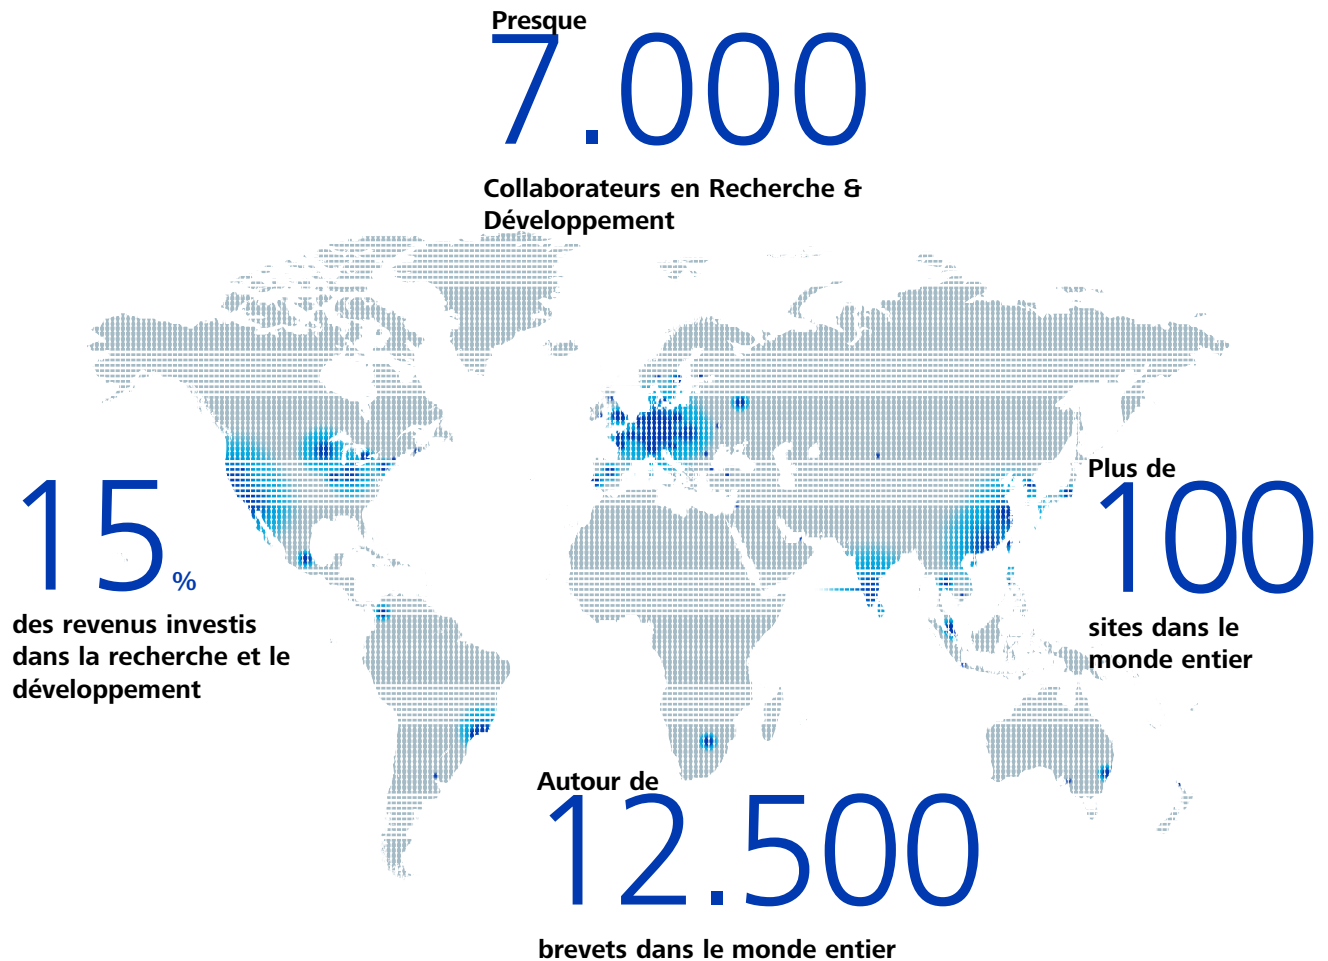 Presque
7.000
Collaborateurs en Recherche &
Développement
15 %
des revenus investis
dans la recherche et le
développement
Plus de
100
sites dans le
monde entier
Autour de
12.500
brevets dans le monde entier